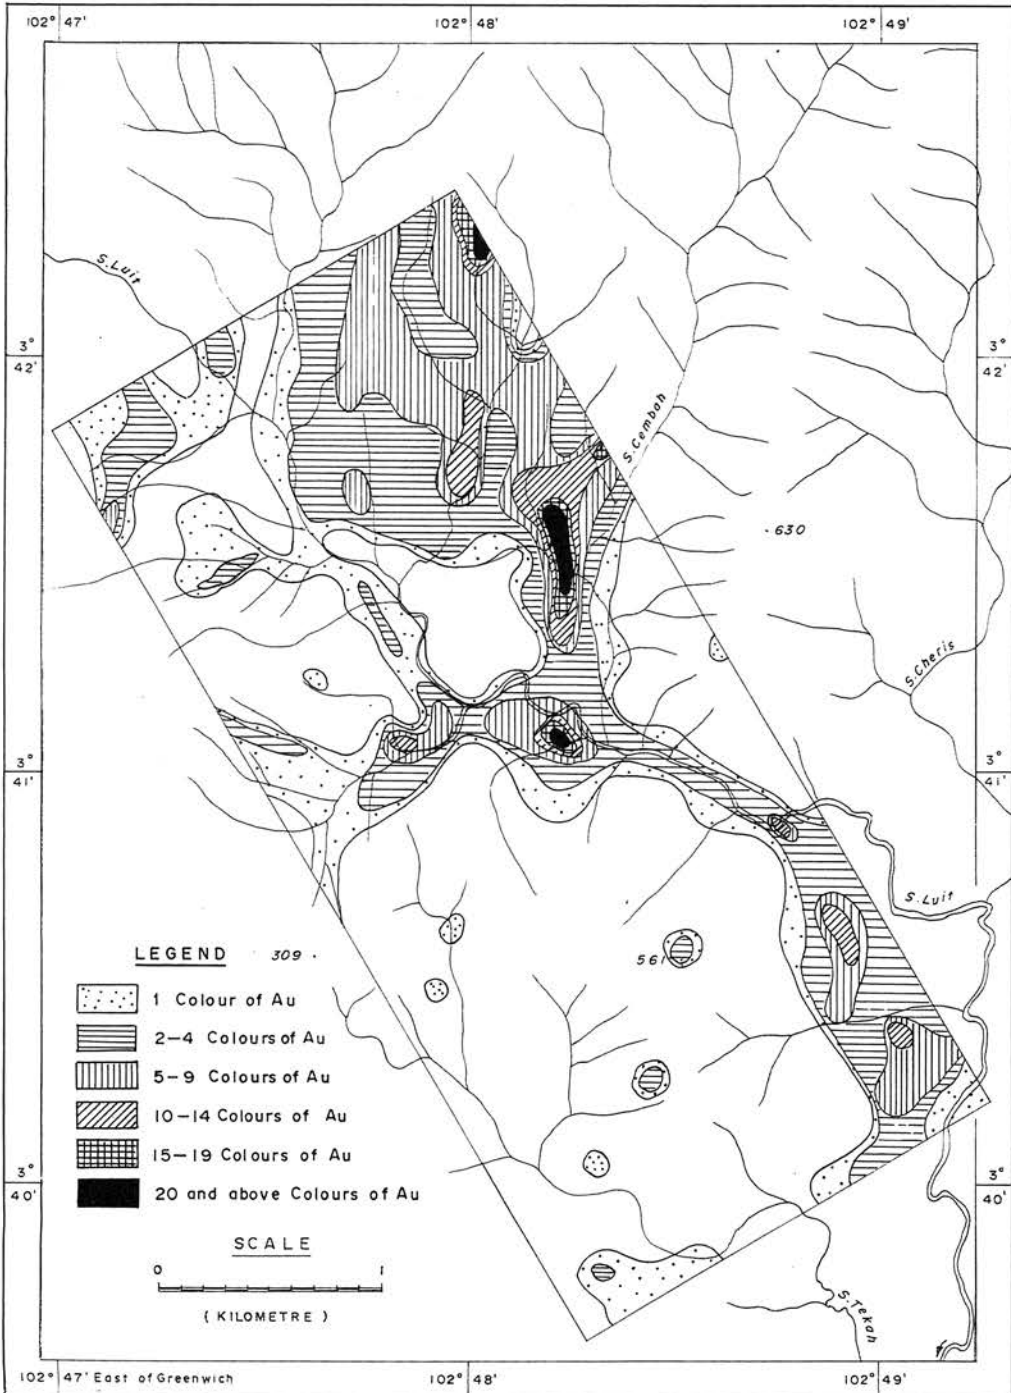 102° 47'
102° 48'
102° 49'
S. Luit
3°
42'
3°
42'
S. Cembah
· 630
S. Cheris
3°
41'
3°
41'
S. Luit
561
LEGEND
309 ·
1 Colour of Au
2–4 Colours of Au
5–9 Colours of Au
10–14 Colours of Au
15–19 Colours of Au
20 and above Colours of Au
3°
40'
3°
40'
SCALE
0 1
( KILOMETRE )
S. Tekah
102° 47' East of Greenwich
102° 48'
102° 49'